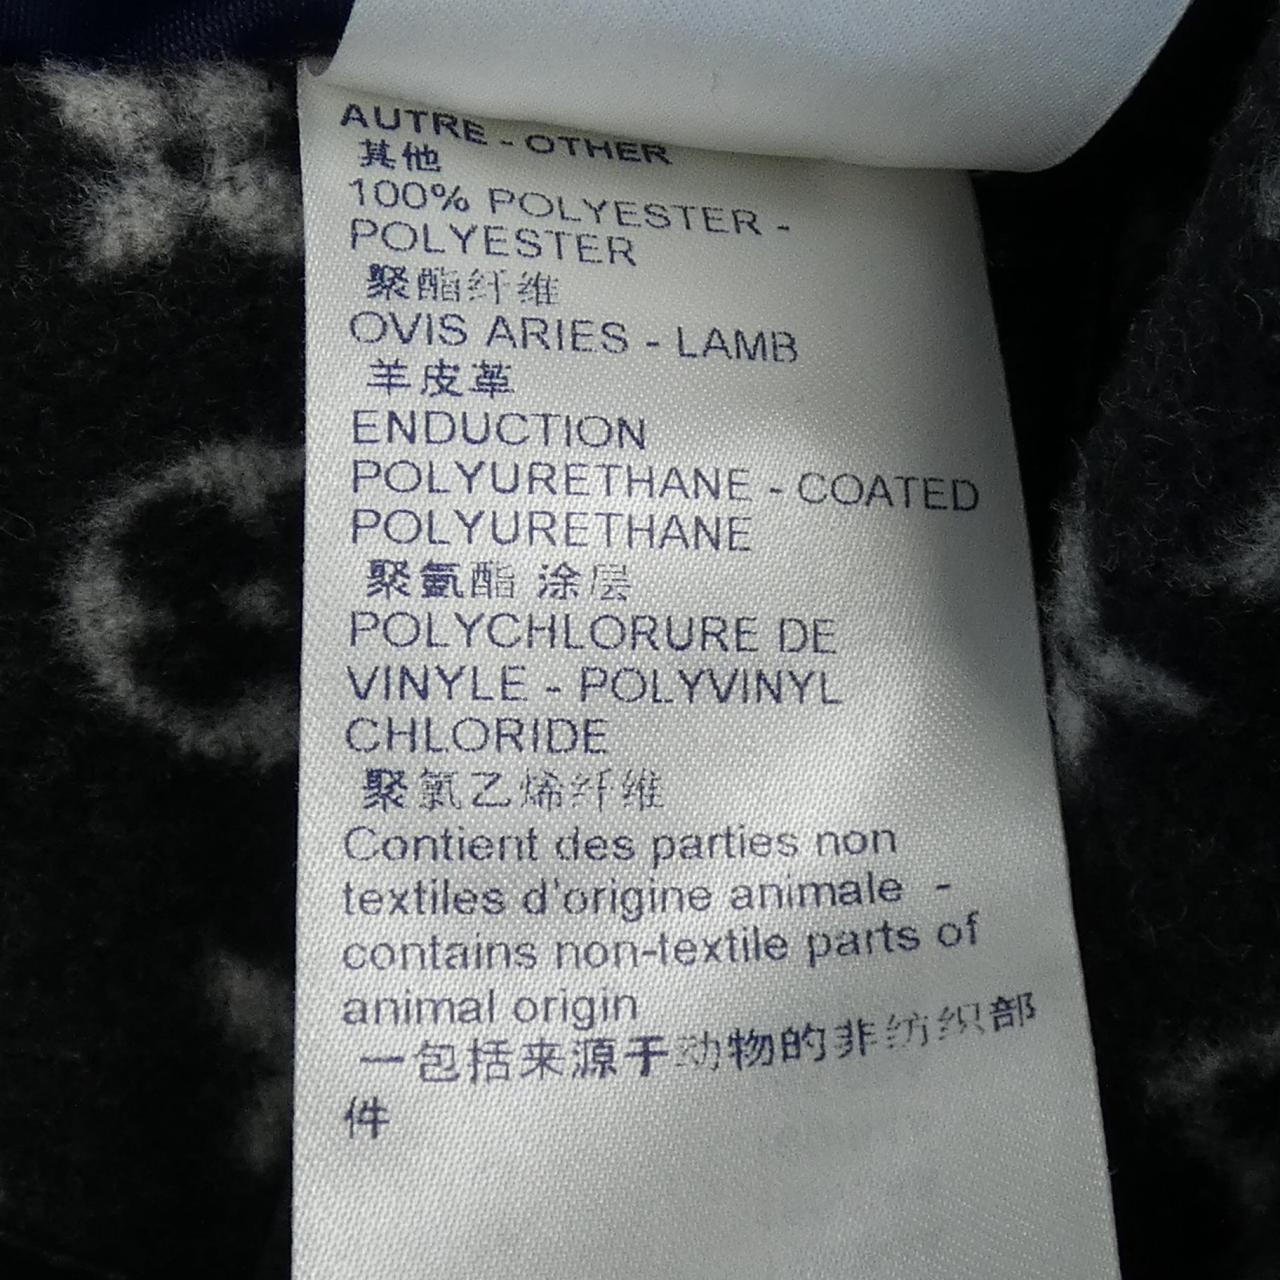 AUTRE - OTHER
其他
100% POLYESTER -
POLYESTER
聚酯纤维
OVIS ARIES - LAMB
羊皮革
ENDUCTION
POLYURETHANE - COATED
POLYURETHANE
聚氨酯 涂层
POLYCHLORURE DE
VINYLE - POLYVINYL
CHLORIDE
聚氯乙烯纤维
Contient des parties non
textiles d'origine animale -
contains non-textile parts of
animal origin
一包括来源于动物的非纺织部
件